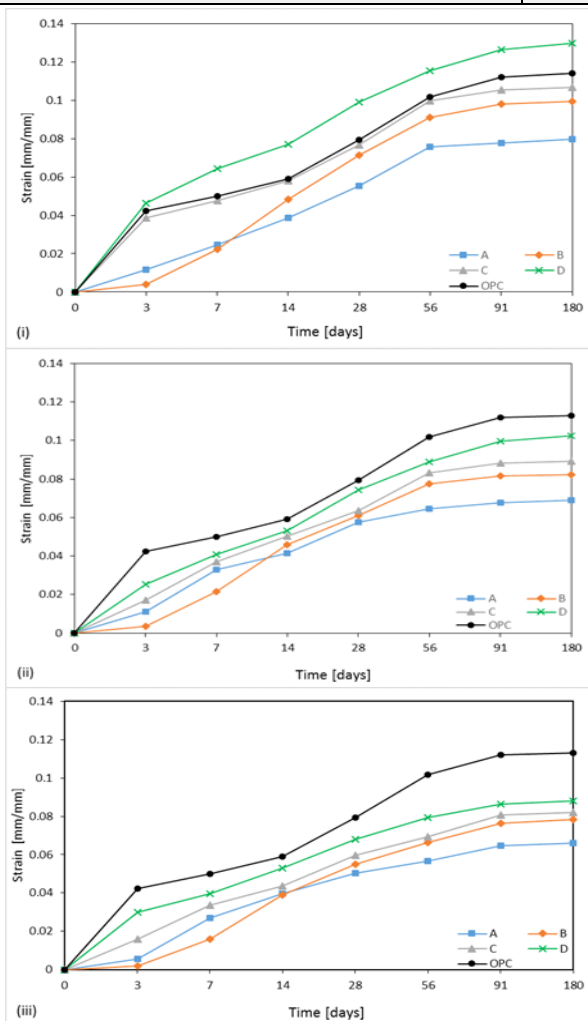 0.14
0.12
0.1
0.08
0.06
0.04
0.02
0
Strain [mm/mm]
A B
C D
OPC
0 3 7 14 28 56 91 180
(i) Time [days]
0.14
0.12
0.1
0.08
0.06
0.04
0.02
0
Strain [mm/mm]
A B
C D
OPC
0 3 7 14 28 56 91 180
(ii) Time [days]
0.14
0.12
0.1
0.08
0.06
0.04
0.02
0
Strain [mm/mm]
A B
C D
OPC
0 3 7 14 28 56 91 180
(iii) Time [days]